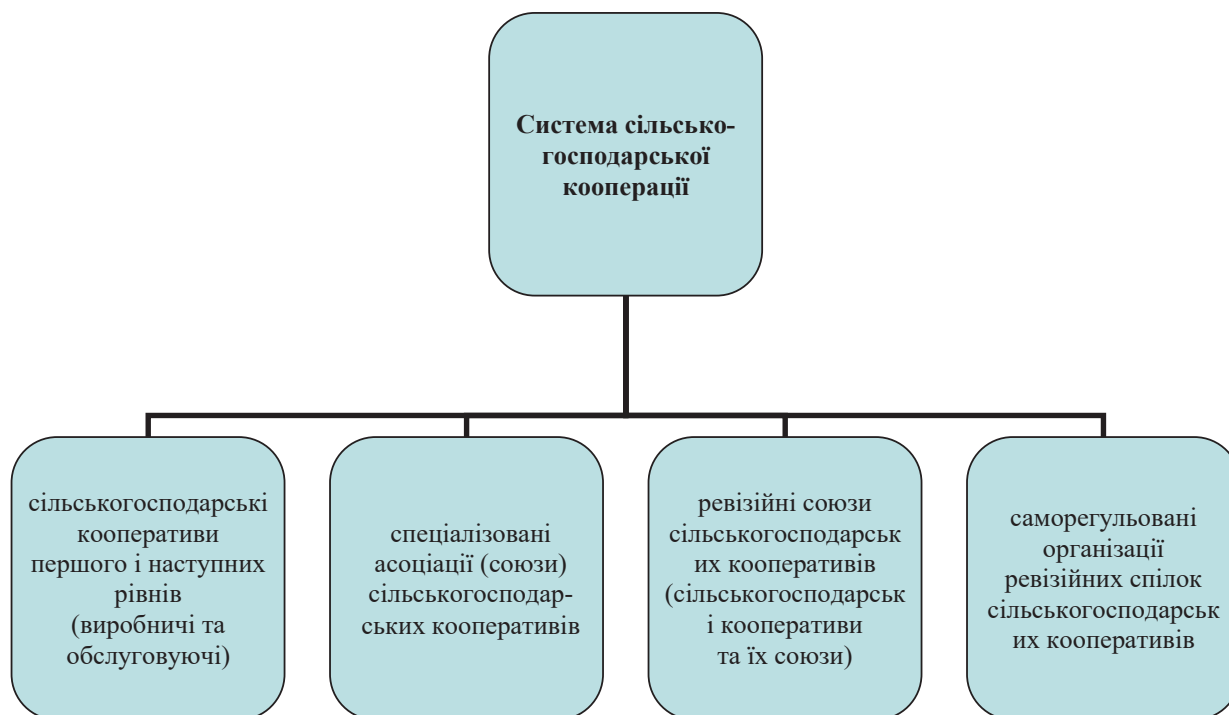 Система сільсько-
господарської
кооперації
сільськогосподарські
кооперативи
першого і наступних
рівнів
(виробничі та
обслуговуючі)
спеціалізовані
асоціації (союзи)
сільськогосподар-
ських кооперативів
ревізійні союзи
сільськогосподарськ
их кооперативів
(сільськогосподарськ
і кооперативи
та їх союзи)
саморегульовані
організації
ревізійних спілок
сільськогосподарськ
их кооперативів